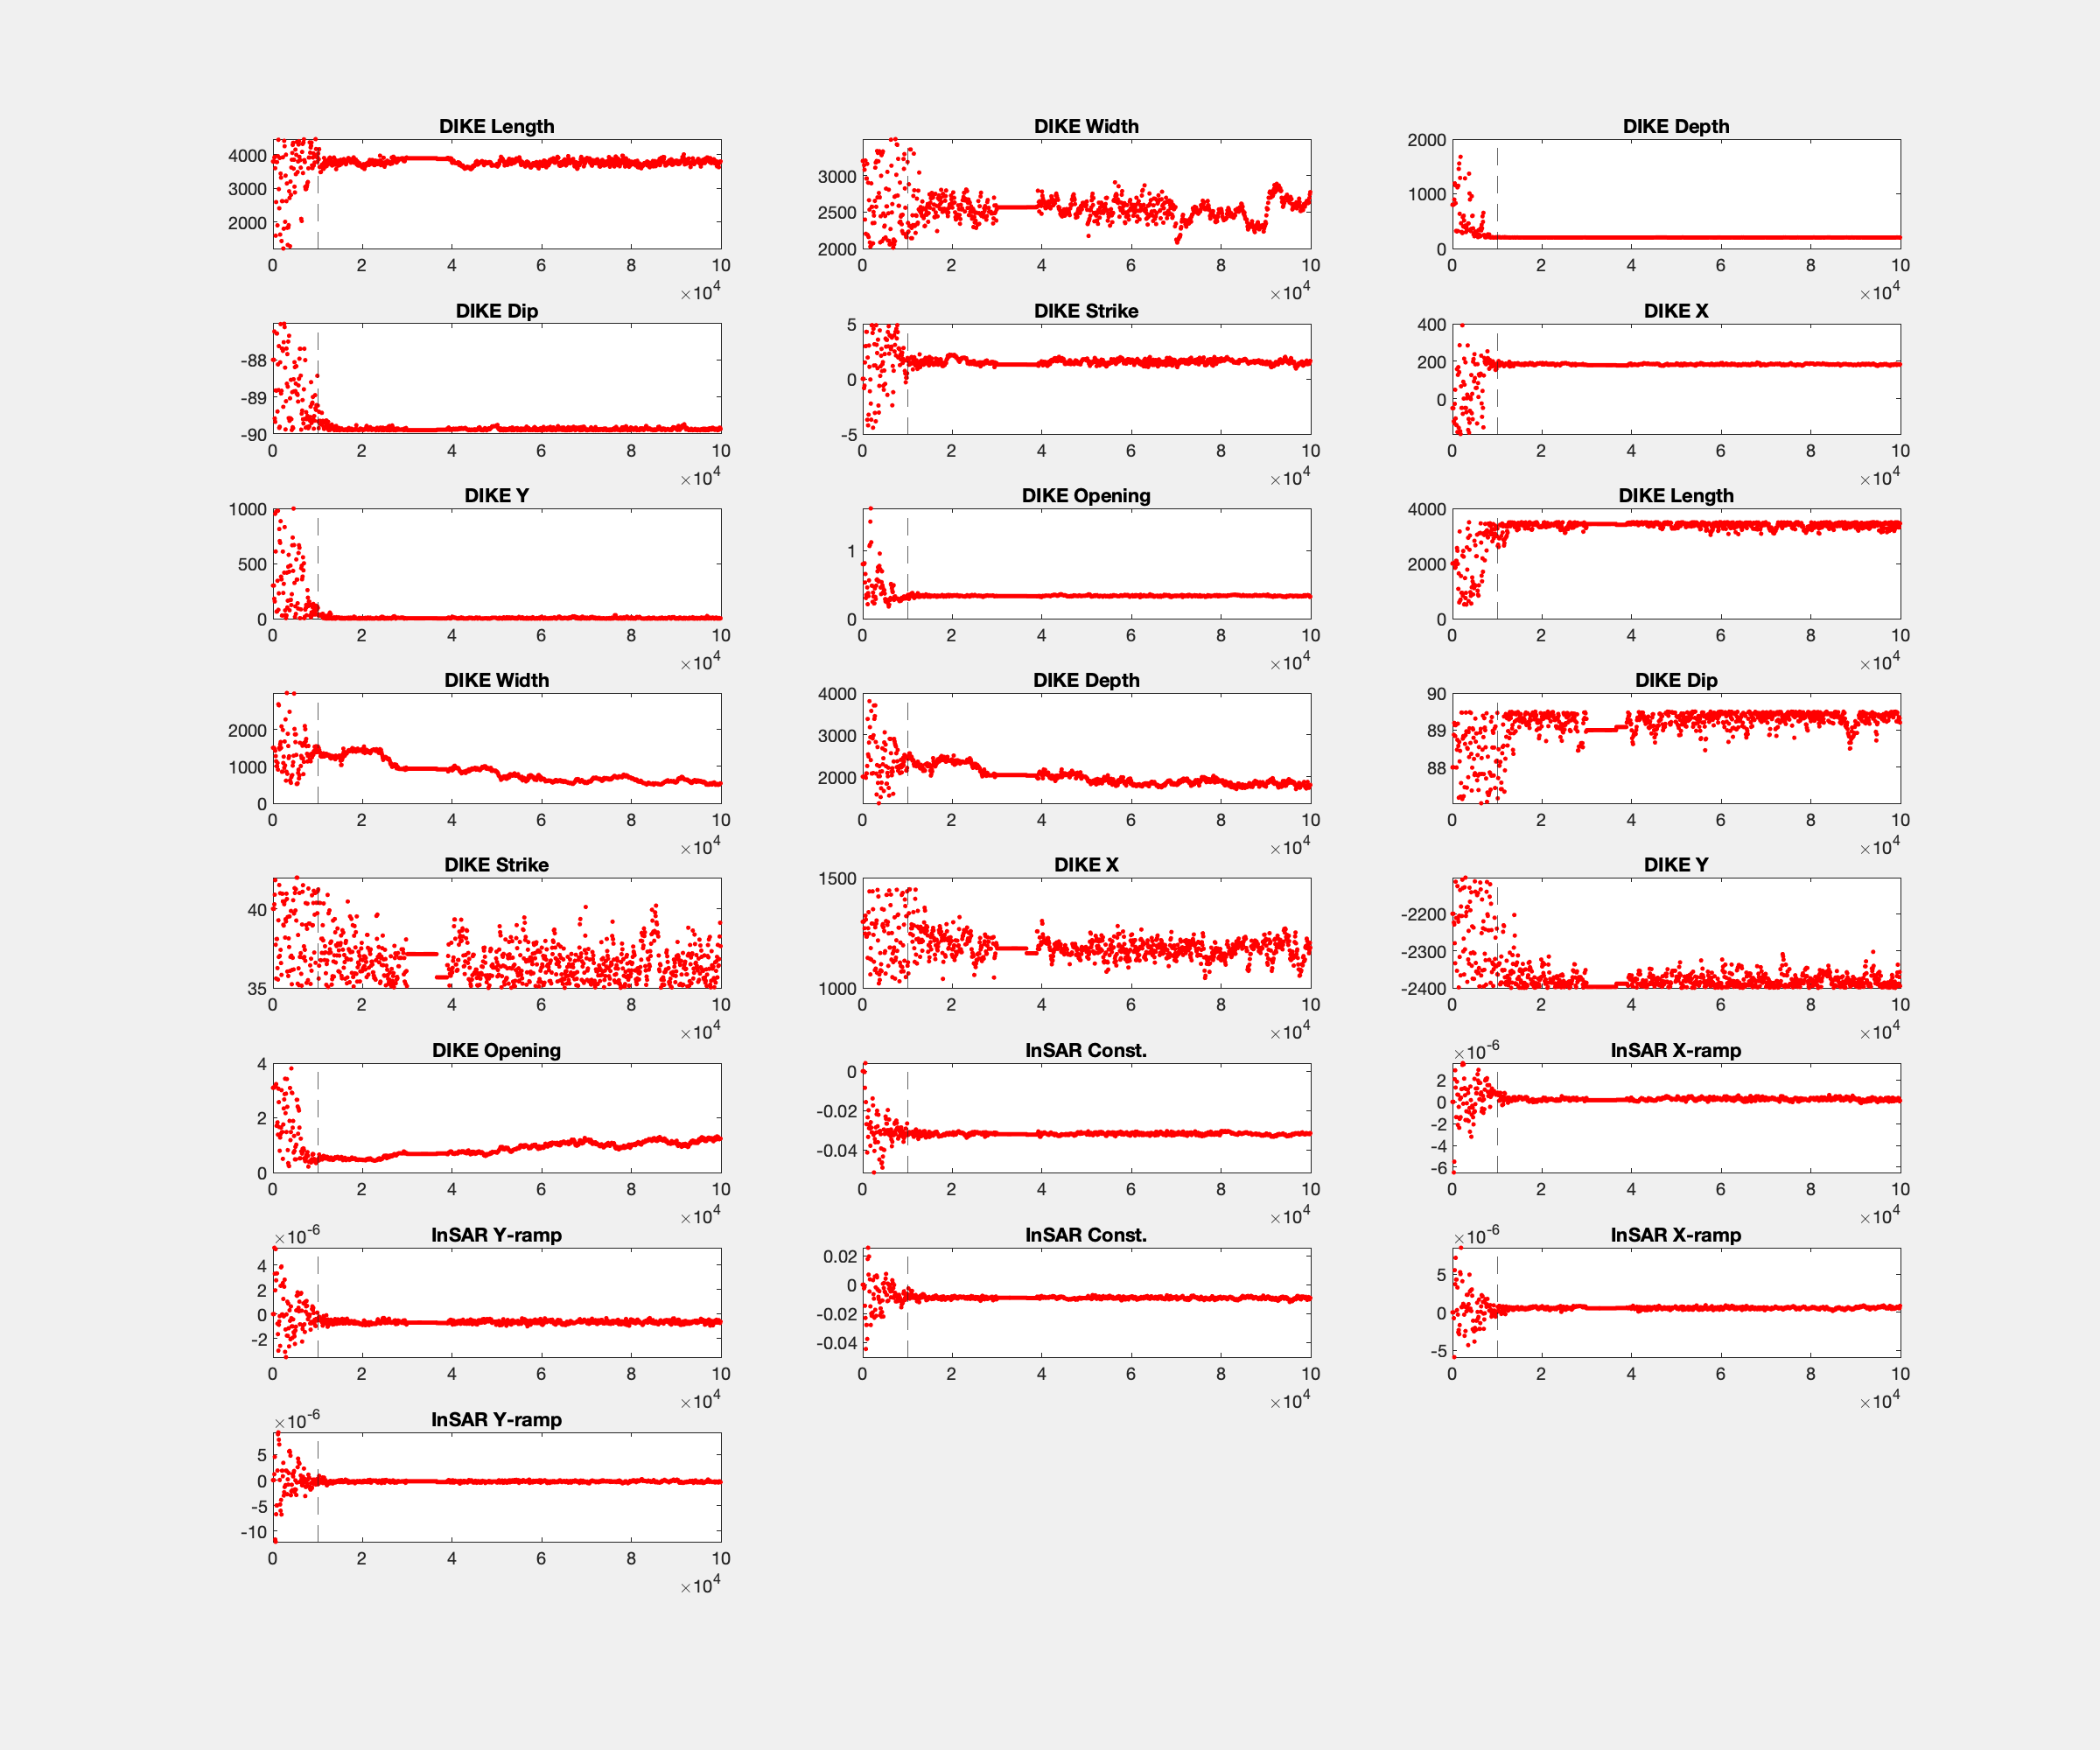 DIKE Length DIKE Width DIKE Depth
4000 3000 2000
3000 2500 1000
2000 2000 0
0 2 4 6 8 10 0 2 4 6 8 10 0 2 4 6 8 10
×10^4 ×10^4 ×10^4
DIKE Dip DIKE Strike DIKE X
-88 5 400
-89 0 200
-90 -5 0
0 2 4 6 8 10 0 2 4 6 8 10 0 2 4 6 8 10
×10^4 ×10^4 ×10^4
DIKE Y DIKE Opening DIKE Length
1000 1 4000
500 0 2000
0 0
0 2 4 6 8 10 0 2 4 6 8 10 0 2 4 6 8 10
×10^4 ×10^4 ×10^4
DIKE Width DIKE Depth DIKE Dip
2000 4000 90
1000 3000 89
0 2000 88
0 2 4 6 8 10 0 2 4 6 8 10 0 2 4 6 8 10
×10^4 ×10^4 ×10^4
DIKE Strike DIKE X DIKE Y
40 1500 -2200
35 1000 -2300
-2400
0 2 4 6 8 10 0 2 4 6 8 10 0 2 4 6 8 10
×10^4 ×10^4 ×10^4
DIKE Opening InSAR Const. InSAR X-ramp
×10^-6
4 0 2
2 -0.02 0
0 -0.04 -2
-4
-6
0 2 4 6 8 10 0 2 4 6 8 10 0 2 4 6 8 10
×10^4 ×10^4 ×10^4
InSAR Y-ramp InSAR Const. InSAR X-ramp
×10^-6 ×10^-6
4 0.02 5
2 0 0
0 -0.02 -5
-2 -0.04
0 2 4 6 8 10 0 2 4 6 8 10 0 2 4 6 8 10
×10^4 ×10^4 ×10^4
InSAR Y-ramp
×10^-6
5
0
-5
-10
0 2 4 6 8 10
×10^4